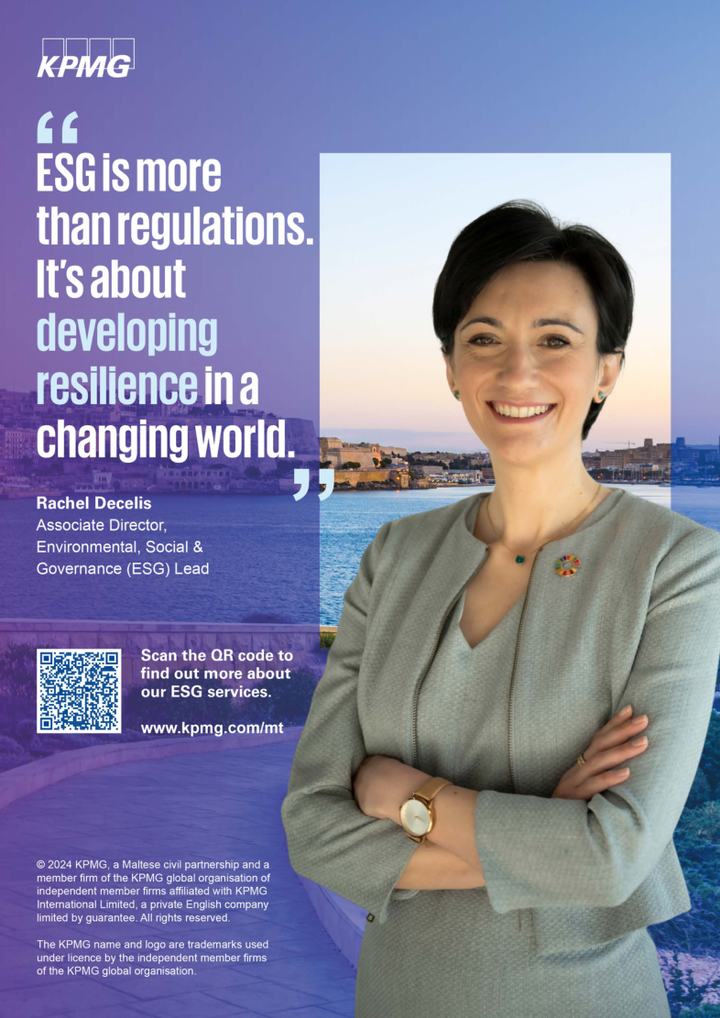 KPMG
“
ESG is more
than regulations.
It's about
developing
resilience in a
changing world.
”
Rachel Decelis
Associate Director,
Environmental, Social &
Governance (ESG) Lead
Scan the QR code to
find out more about
our ESG services.
www.kpmg.com/mt
© 2024 KPMG, a Maltese civil partnership and a
member firm of the KPMG global organisation of
independent member firms affiliated with KPMG
International Limited, a private English company
limited by guarantee. All rights reserved.
The KPMG name and logo are trademarks used
under licence by the independent member firms
of the KPMG global organisation.